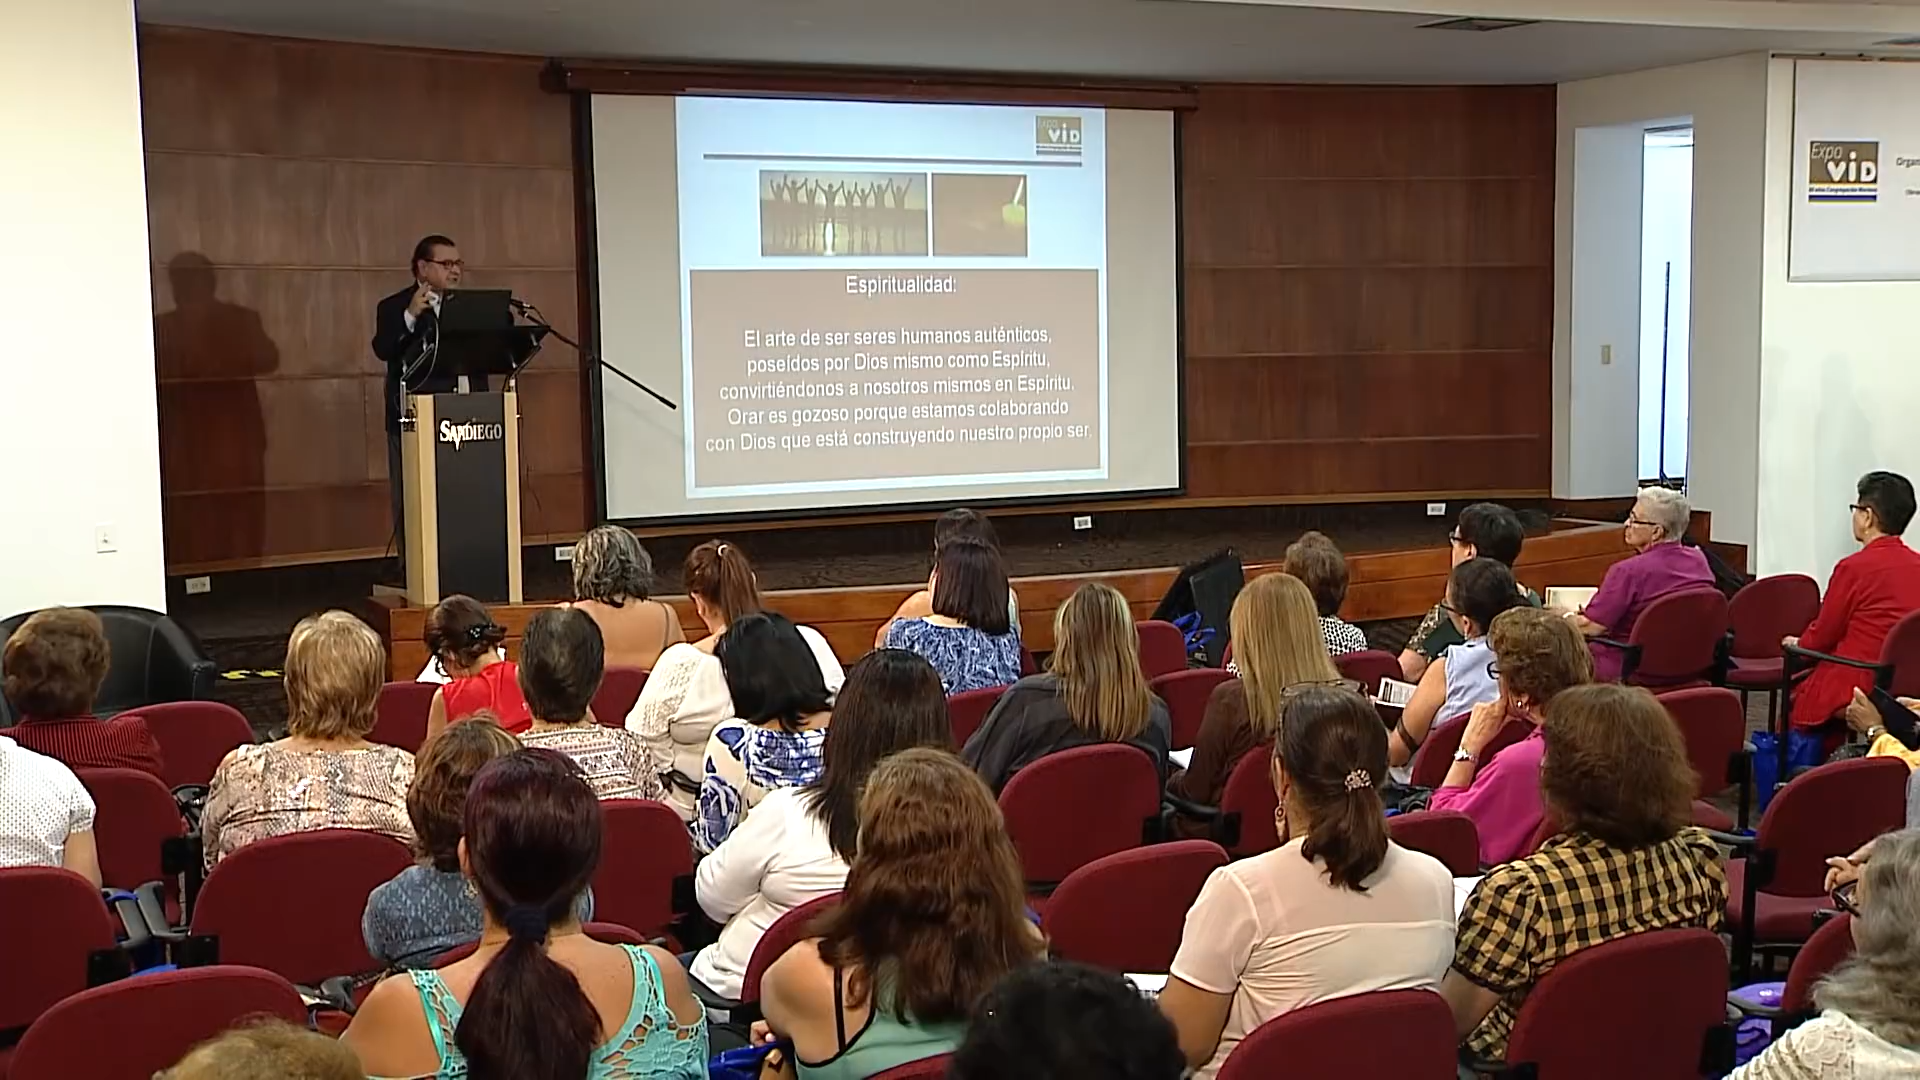 Expo
VID
Espiritualidad:
El arte de ser seres humanos auténticos,
poseídos por Dios mismo como Espíritu,
convirtiéndonos a nosotros mismos en Espíritu.
Orar es gozoso porque estamos colaborando
con Dios que está construyendo nuestro propio ser.
SANDIEGO
Expo
VID